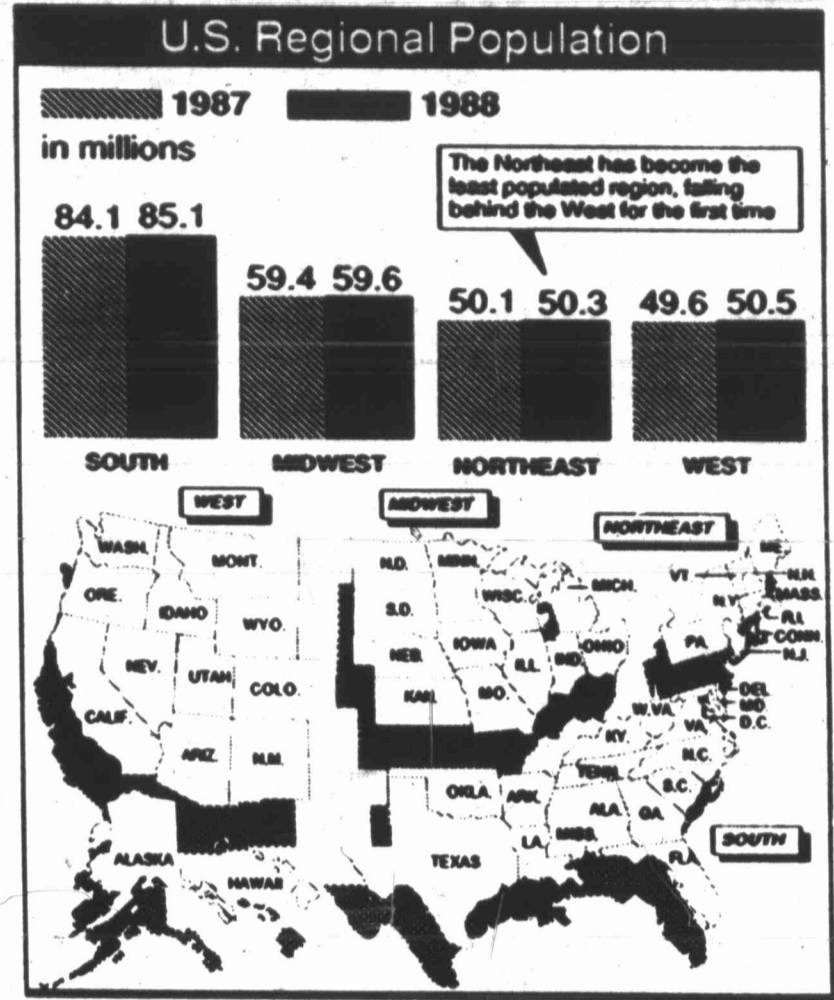 U.S. Regional Population
1987 1988
in millions
The Northeast has become the
least populated region, falling
behind the West for the first time
84.1 85.1
59.4 59.6
50.1 50.3
49.6 50.5
SOUTH MIDWEST NORTHEAST WEST
WEST
MIDWEST
NORTHEAST
WASH.
MONT.
ORE.
IDAHO
WYO.
NEV.
UTAH
COLO.
CALIF.
ARIZ.
N.M.
ALASKA
HAWAII
N.D.
MINN.
S.D.
WISC.
MICH.
NEB.
IOWA
ILL.
IND.
OHIO
KAN.
MO.
ME.
VT.
N.H.
N.Y.
MASS.
R.I.
CONN.
PA.
N.J.
DEL.
MD.
D.C.
W.VA.
VA.
KY.
N.C.
TENN.
S.C.
OKLA.
ARK.
ALA.
GA.
LA.
MISS.
TEXAS
FLA.
SOUTH